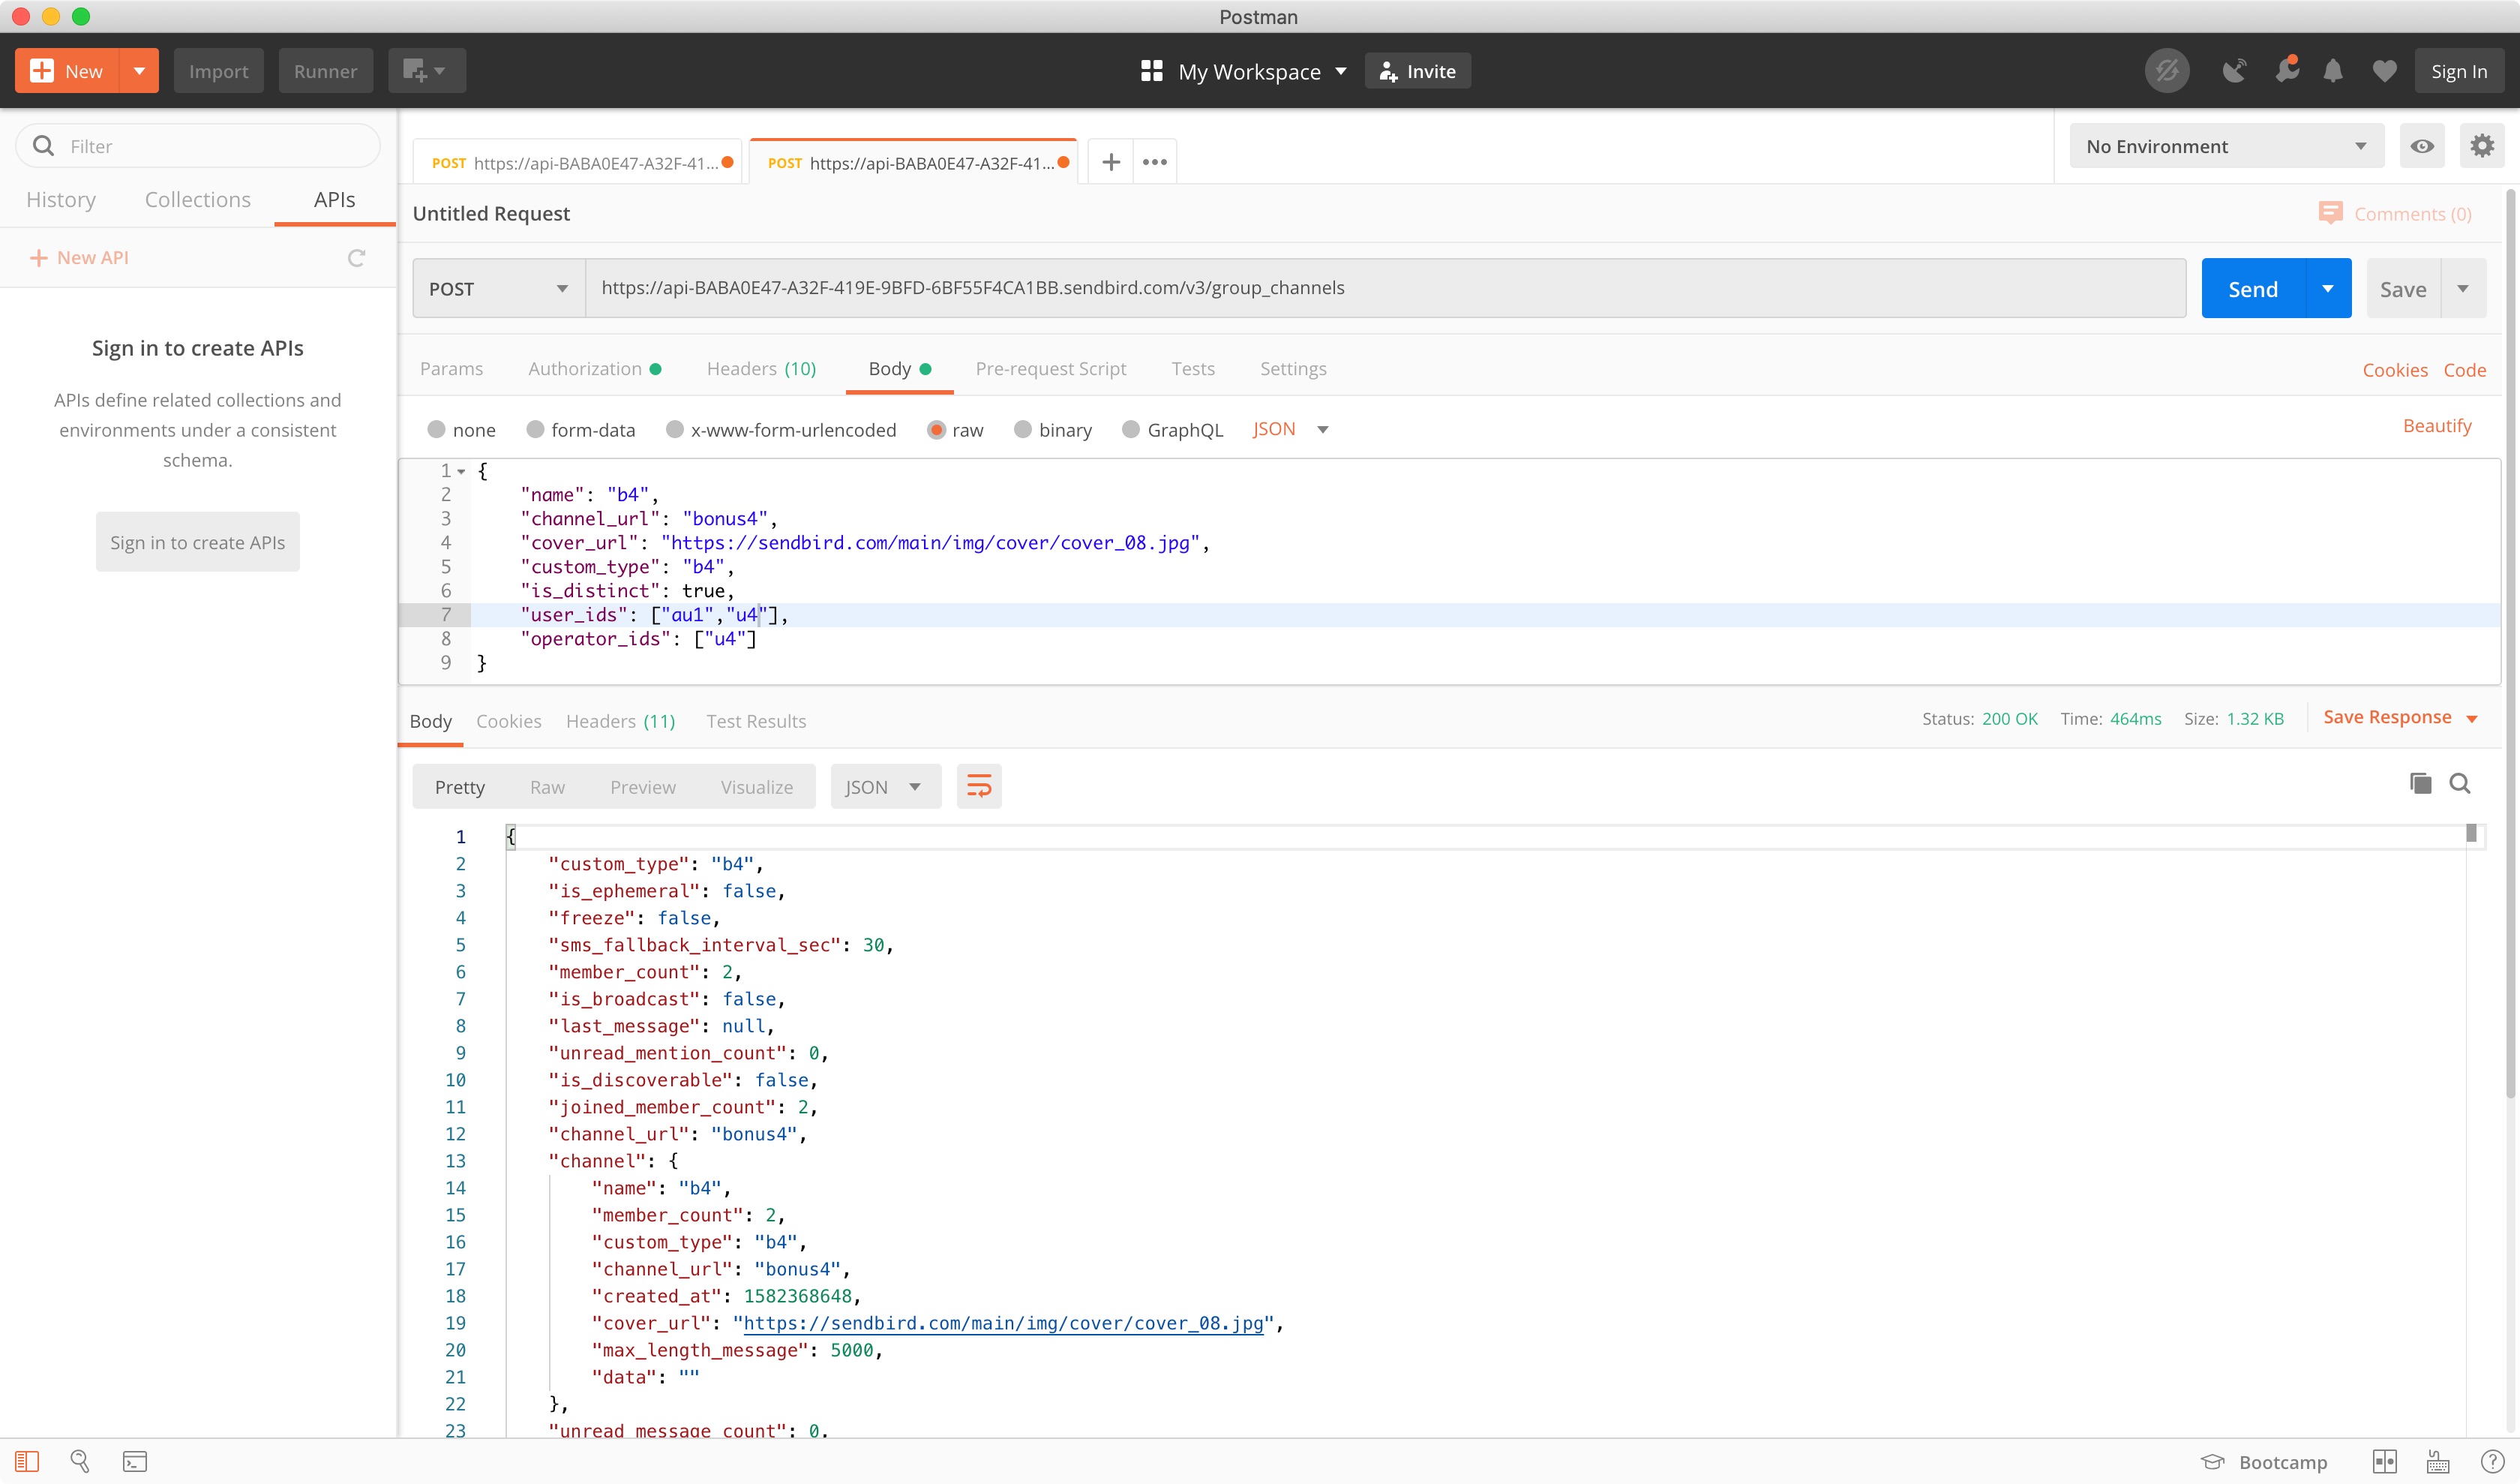 Postman
New
Import
Runner
My Workspace
Invite
Sign In
Filter
History Collections APIs
+ New API
Sign in to create APIs
APIs define related collections and
environments under a consistent
schema.
Sign in to create APIs
POST https://api-BABA0E47-A32F-41...
POST https://api-BABA0E47-A32F-41...
No Environment
Untitled Request
Comments (0)
POST
https://api-BABA0E47-A32F-419E-9BFD-6BF55F4CA1BB.sendbird.com/v3/group_channels
Send
Save
Params Authorization Headers (10) Body Pre-request Script Tests Settings
Cookies Code
none form-data x-www-form-urlencoded raw binary GraphQL JSON
Beautify
1 {
2 "name": "b4",
3 "channel_url": "bonus4",
4 "cover_url": "https://sendbird.com/main/img/cover/cover_08.jpg",
5 "custom_type": "b4",
6 "is_distinct": true,
7 "user_ids": ["au1","u4"],
8 "operator_ids": ["u4"]
9 }
Body Cookies Headers (11) Test Results
Status: 200 OK Time: 464ms Size: 1.32 KB
Save Response
Pretty Raw Preview Visualize
JSON
1 {
2 "custom_type": "b4",
3 "is_ephemeral": false,
4 "freeze": false,
5 "sms_fallback_interval_sec": 30,
6 "member_count": 2,
7 "is_broadcast": false,
8 "last_message": null,
9 "unread_mention_count": 0,
10 "is_discoverable": false,
11 "joined_member_count": 2,
12 "channel_url": "bonus4",
13 "channel": {
14 "name": "b4",
15 "member_count": 2,
16 "custom_type": "b4",
17 "channel_url": "bonus4",
18 "created_at": 1582368648,
19 "cover_url": "https://sendbird.com/main/img/cover/cover_08.jpg",
20 "max_length_message": 5000,
21 "data": ""
22 },
23 "unread_message_count": 0,
Bootcamp